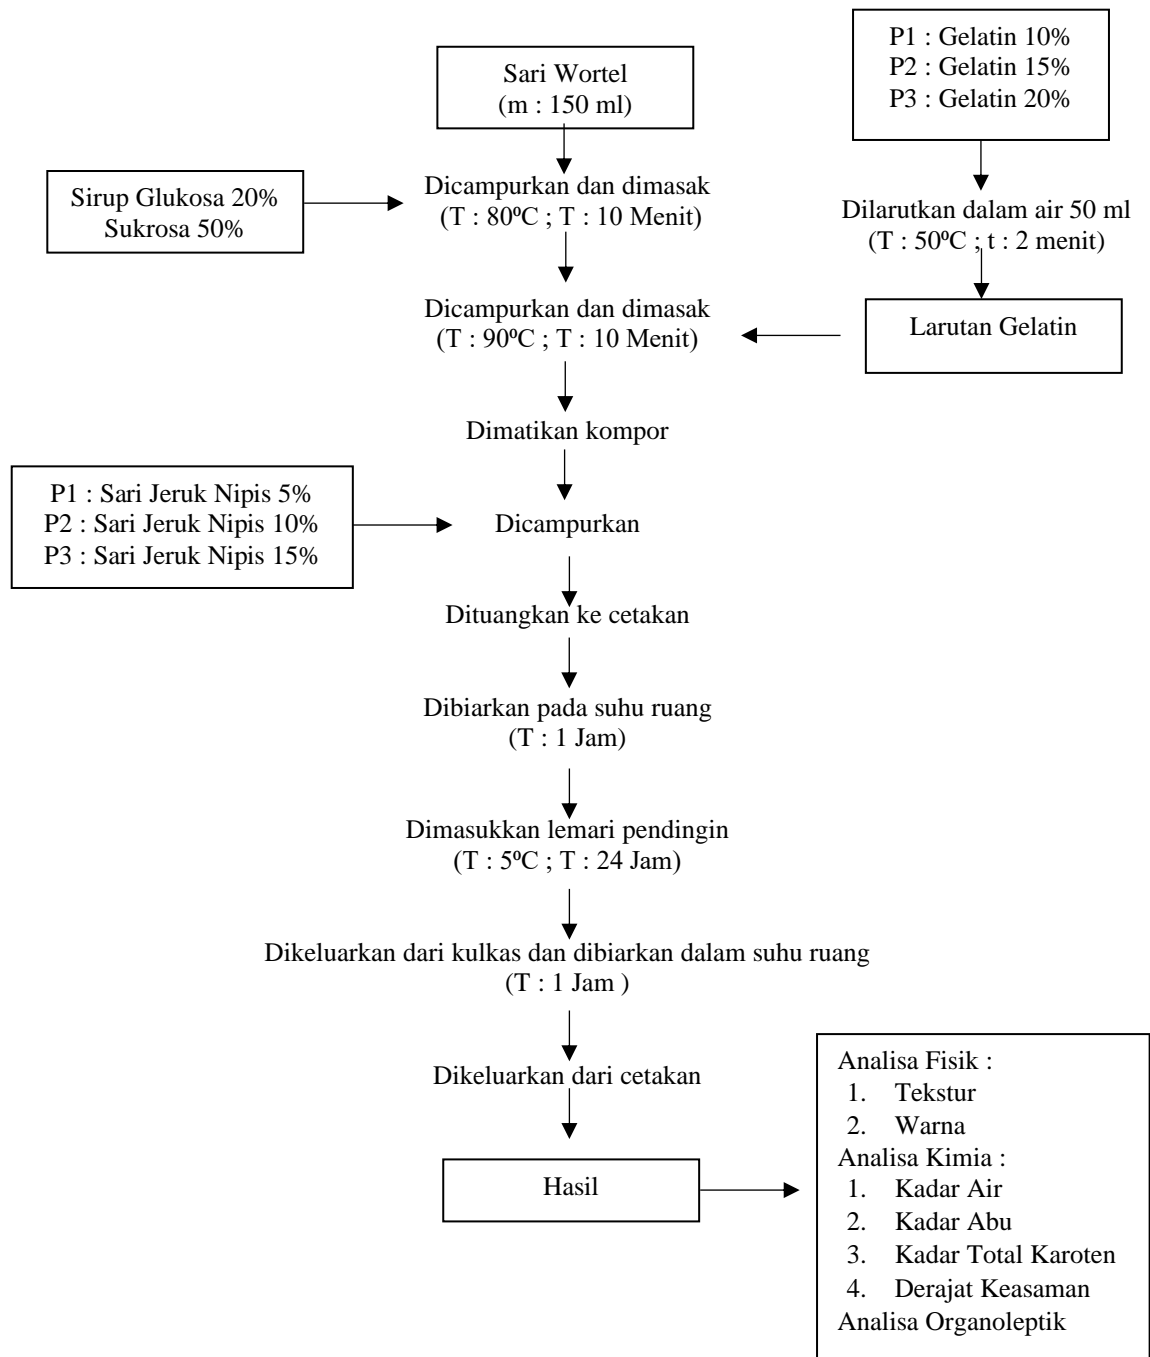 P1 : Gelatin 10%
P2 : Gelatin 15%
P3 : Gelatin 20%
Sari Wortel
(m : 150 ml)
Sirup Glukosa 20%
Sukrosa 50%
Dicampurkan dan dimasak
(T : 80⁰C ; T : 10 Menit)
Dilarutkan dalam air 50 ml
(T : 50⁰C ; t : 2 menit)
Dicampurkan dan dimasak
(T : 90⁰C ; T : 10 Menit)
Larutan Gelatin
Dimatikan kompor
P1 : Sari Jeruk Nipis 5%
P2 : Sari Jeruk Nipis 10%
P3 : Sari Jeruk Nipis 15%
Dicampurkan
Dituangkan ke cetakan
Dibiarkan pada suhu ruang
(T : 1 Jam)
Dimasukkan lemari pendingin
(T : 5⁰C ; T : 24 Jam)
Dikeluarkan dari kulkas dan dibiarkan dalam suhu ruang
(T : 1 Jam )
Dikeluarkan dari cetakan
Hasil
Analisa Fisik :
1. Tekstur
2. Warna
Analisa Kimia :
1. Kadar Air
2. Kadar Abu
3. Kadar Total Karoten
4. Derajat Keasaman
Analisa Organoleptik